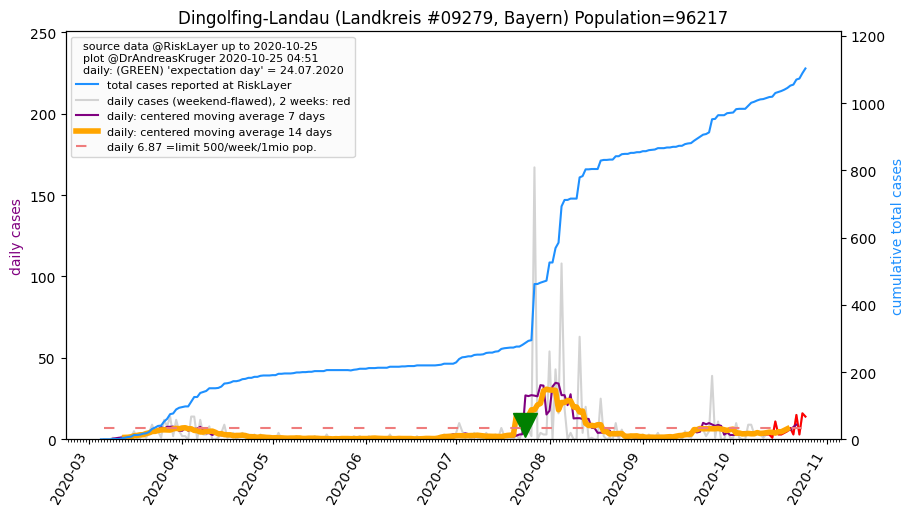 Dingolfing-Landau (Landkreis #09279, Bayern) Population=96217
source data @RiskLayer up to 2020-10-25
plot @DrAndreasKruger 2020-10-25 04:51
daily: (GREEN) 'expectation day' = 24.07.2020
total cases reported at RiskLayer
daily cases (weekend-flawed), 2 weeks: red
daily: centered moving average 7 days
daily: centered moving average 14 days
daily 6.87 =limit 500/week/1mio pop.
daily cases
250
200
150
100
50
0
cumulative total cases
1200
1000
800
600
400
200
0
2020-03
2020-04
2020-05
2020-06
2020-07
2020-08
2020-09
2020-10
2020-11